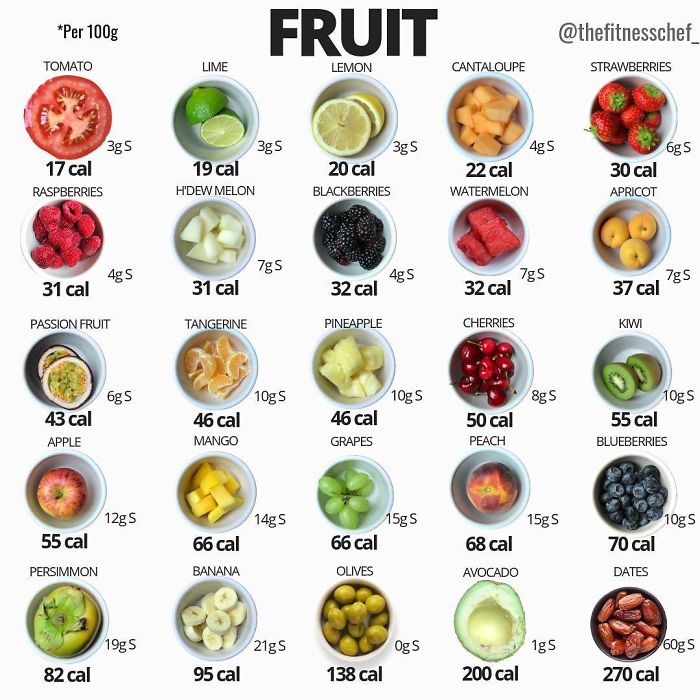 *Per 100g
FRUIT
@thefitnesschef_
TOMATO
LIME
LEMON
CANTALOUPE
STRAWBERRIES
3g S
3g S
3g S
4g S
6g S
17 cal
19 cal
20 cal
22 cal
30 cal
RASPBERRIES
H'DEW MELON
BLACKBERRIES
WATERMELON
APRICOT
4g S
7g S
4g S
7g S
7g S
31 cal
31 cal
32 cal
32 cal
37 cal
PASSION FRUIT
TANGERINE
PINEAPPLE
CHERRIES
KIWI
6g S
10g S
10g S
8g S
10g S
43 cal
46 cal
46 cal
50 cal
55 cal
APPLE
MANGO
GRAPES
PEACH
BLUEBERRIES
12g S
14g S
15g S
15g S
10g S
55 cal
66 cal
66 cal
68 cal
70 cal
PERSIMMON
BANANA
OLIVES
AVOCADO
DATES
19g S
21g S
0g S
1g S
60g S
82 cal
95 cal
138 cal
200 cal
270 cal